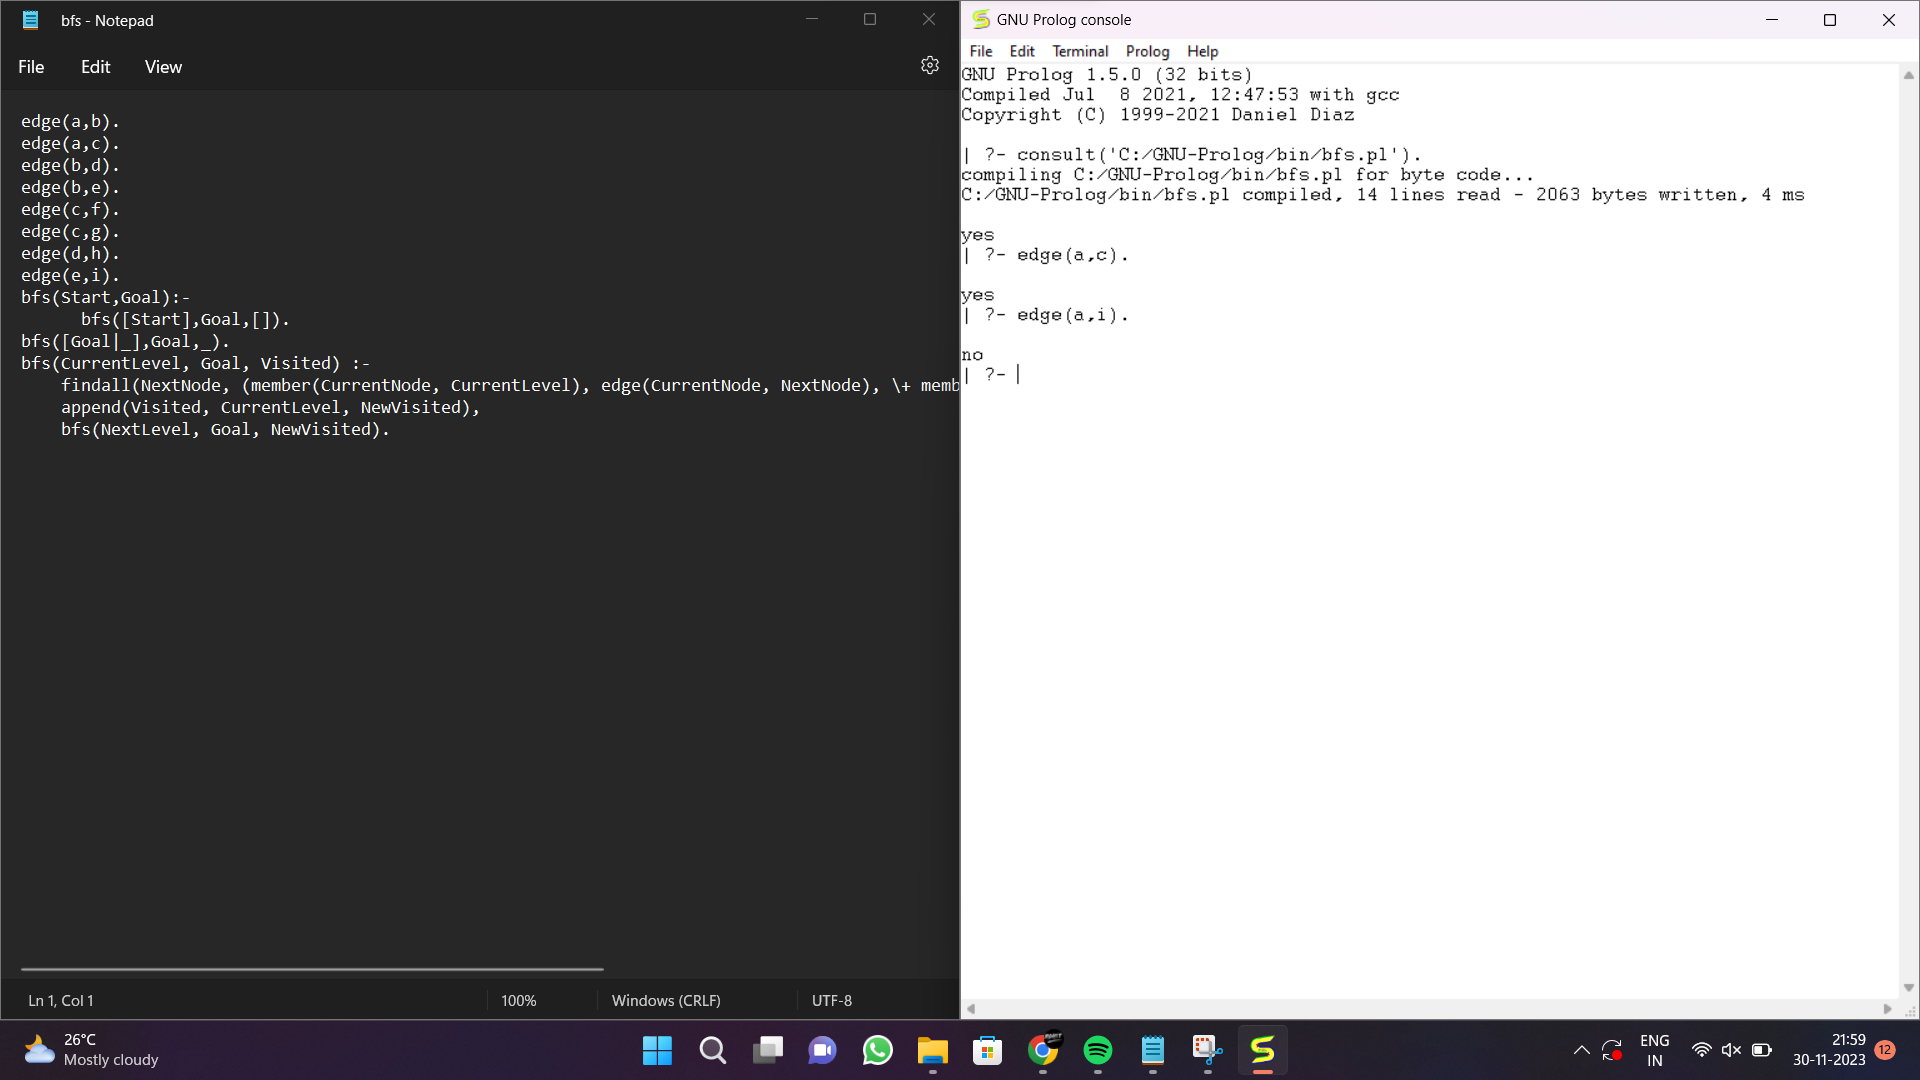 bfs - Notepad
File Edit View
edge(a,b).
edge(a,c).
edge(b,d).
edge(b,e).
edge(c,f).
edge(c,g).
edge(d,h).
edge(e,i).
bfs(Start,Goal):-
bfs([Start],Goal,[]).
bfs([Goal|_],Goal,_).
bfs(CurrentLevel, Goal, Visited) :-
findall(NextNode, (member(CurrentNode, CurrentLevel), edge(CurrentNode, NextNode), \+ memb
append(Visited, CurrentLevel, NewVisited),
bfs(NextLevel, Goal, NewVisited).
Ln 1, Col 1 100% Windows (CRLF) UTF-8
GNU Prolog console
File Edit Terminal Prolog Help
GNU Prolog 1.5.0 (32 bits)
Compiled Jul  8 2021, 12:47:53 with gcc
Copyright (C) 1999-2021 Daniel Diaz
| ?- consult('C:/GNU-Prolog/bin/bfs.pl').
compiling C:/GNU-Prolog/bin/bfs.pl for byte code...
C:/GNU-Prolog/bin/bfs.pl compiled, 14 lines read - 2063 bytes written, 4 ms
yes
| ?- edge(a,c).
yes
| ?- edge(a,i).
no
| ?-
26°C
Mostly cloudy
ENG
IN
21:59
30-11-2023
12